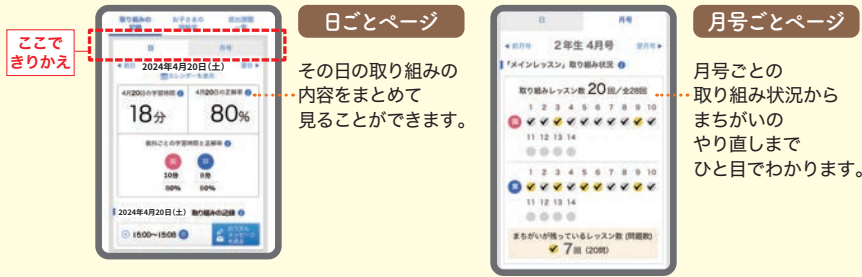 取り組みの
記録
お子さまの
提出課題
一覧
ここで
きりかえ
日
月号
前日
2024年4月20日(土)
翌日
カレンダーを表示
4月20日の学習時間
4月20日の正解率
18分
80%
教科ごとの学習時間と正解率
国
算
10分
8分
80%
80%
2024年4月20日(土) 取り組みの記録
15:00〜15:08
日ごとページ
その日の取り組みの
内容をまとめて
見ることができます。
日
月号
前月号
2年生 4月号
翌月号
「メインレッスン」取り組み状況
取り組みレッスン数 20回/全28回
1 2 3 4 5 6 7 8 9 10
国
11 12 13 14
1 2 3 4 5 6 7 8 9 10
算
11 12 13 14
まちがいが残っているレッスン数(問題数)
7回(20問)
月号ごとページ
月号ごとの
取り組み状況から
まちがいの
やり直しまで
ひと目でわかります。